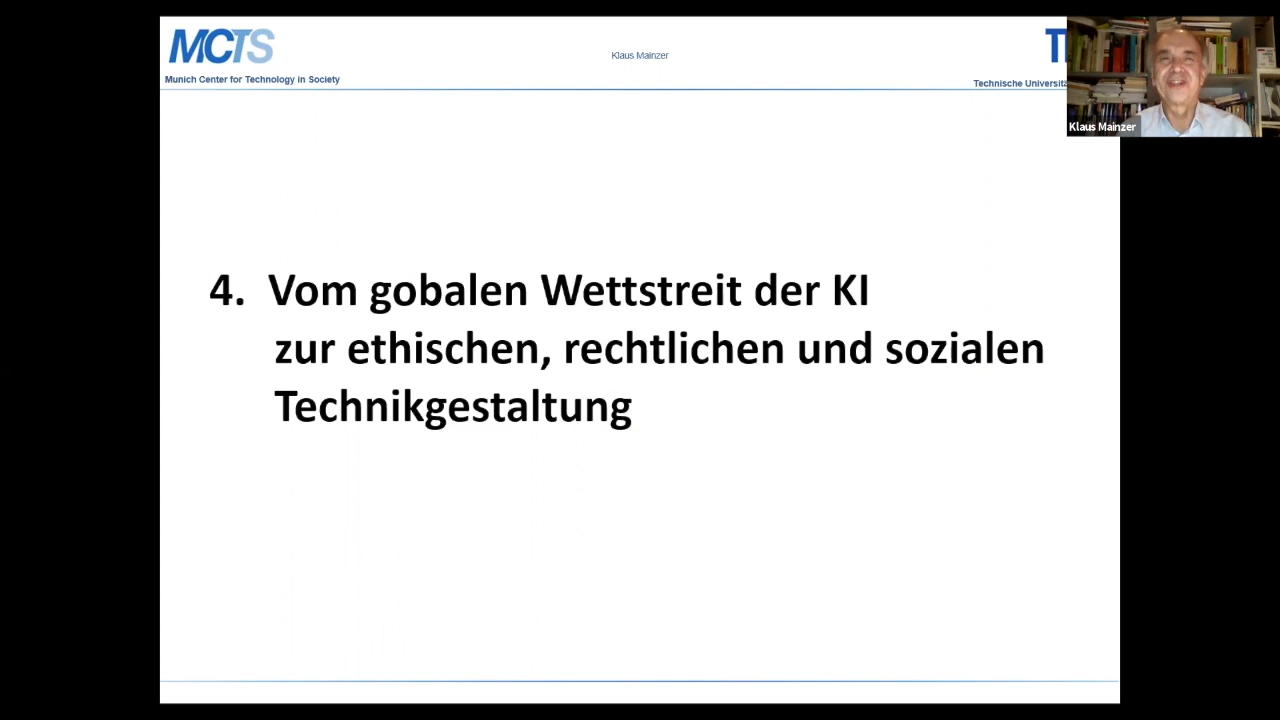 MCTS
Klaus Mainzer
Munich Center for Technology in Society
Technische
Klaus Mainzer
4. Vom gobalen Wettstreit der KI
zur ethischen, rechtlichen und sozialen
Technikgestaltung